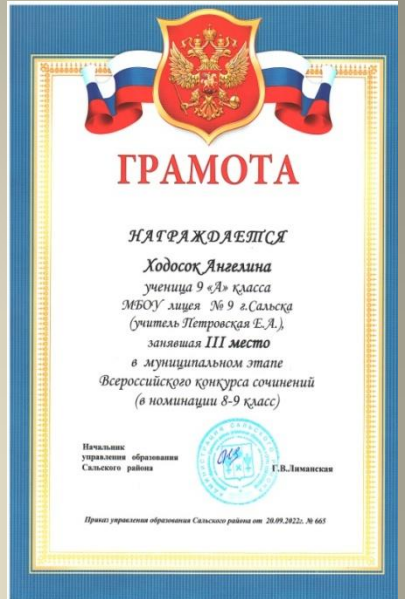 ГРАМОТА
НАГРАЖДАЕТСЯ
Ходосок Ангелина
ученица 9 «А» класса
МБОУ лицея № 9 г.Сальска
(учитель Петровская Е.А.),
занявшая III место
в муниципальном этапе
Всероссийского конкурса сочинений
(в номинации 8-9 класс)
Начальник
управления образования
Сальского района
Г.В.Лиманская
Приказ управления образования Сальского района от 20.09.2022г. № 665